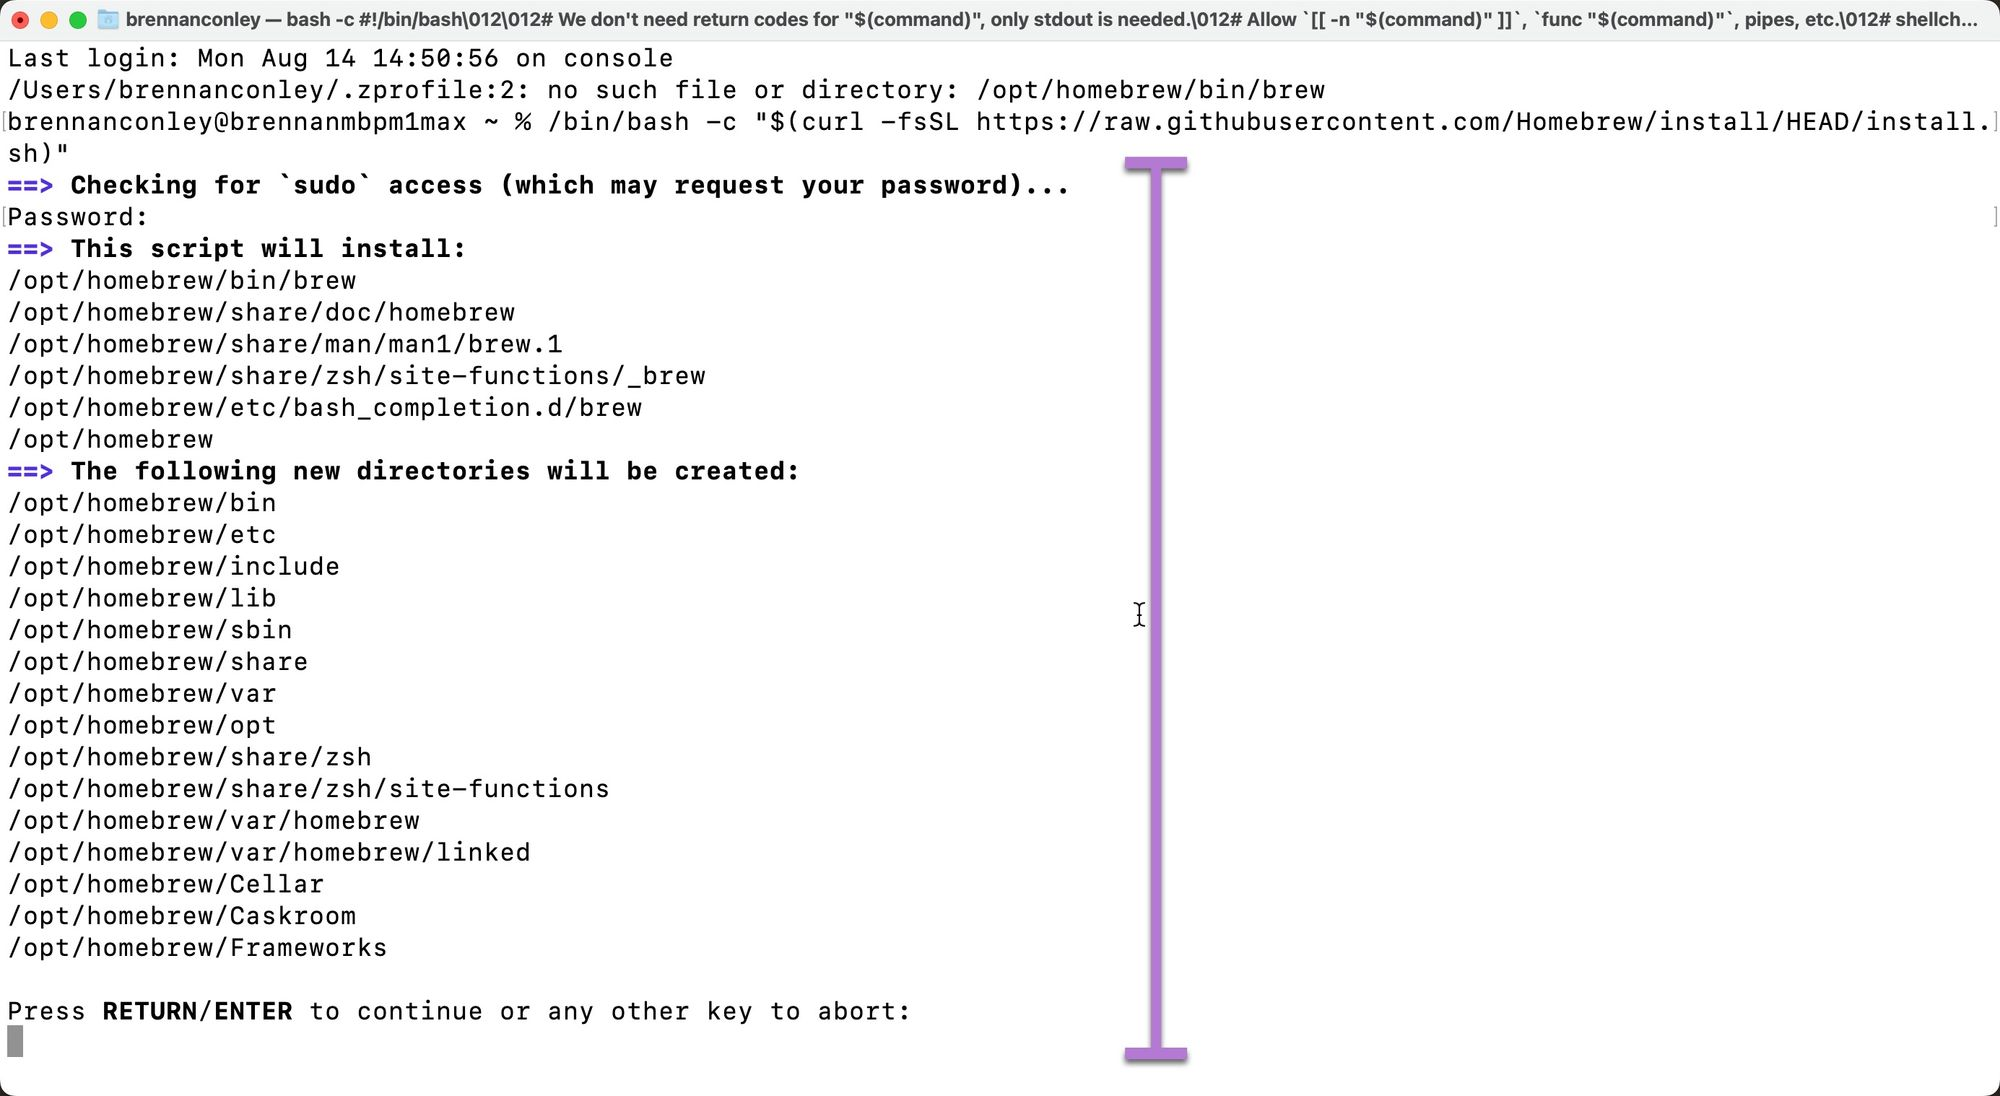 brennanconley — bash -c #!/bin/bash\012\012# We don't need return codes for "$(command)", only stdout is needed.\012# Allow `[[ -n "$(command)" ]]`, `func "$(command)"`, pipes, etc.\012# shellch...
Last login: Mon Aug 14 14:50:56 on console
/Users/brennanconley/.zprofile:2: no such file or directory: /opt/homebrew/bin/brew
[brennanconley@brennanmbpm1max ~ % /bin/bash -c "$(curl -fsSL https://raw.githubusercontent.com/Homebrew/install/HEAD/install.]
sh)"
==> Checking for `sudo` access (which may request your password)...
[Password: ]
==> This script will install:
/opt/homebrew/bin/brew
/opt/homebrew/share/doc/homebrew
/opt/homebrew/share/man/man1/brew.1
/opt/homebrew/share/zsh/site-functions/_brew
/opt/homebrew/etc/bash_completion.d/brew
/opt/homebrew
==> The following new directories will be created:
/opt/homebrew/bin
/opt/homebrew/etc
/opt/homebrew/include
/opt/homebrew/lib
/opt/homebrew/sbin
/opt/homebrew/share
/opt/homebrew/var
/opt/homebrew/opt
/opt/homebrew/share/zsh
/opt/homebrew/share/zsh/site-functions
/opt/homebrew/var/homebrew
/opt/homebrew/var/homebrew/linked
/opt/homebrew/Cellar
/opt/homebrew/Caskroom
/opt/homebrew/Frameworks
Press RETURN/ENTER to continue or any other key to abort: